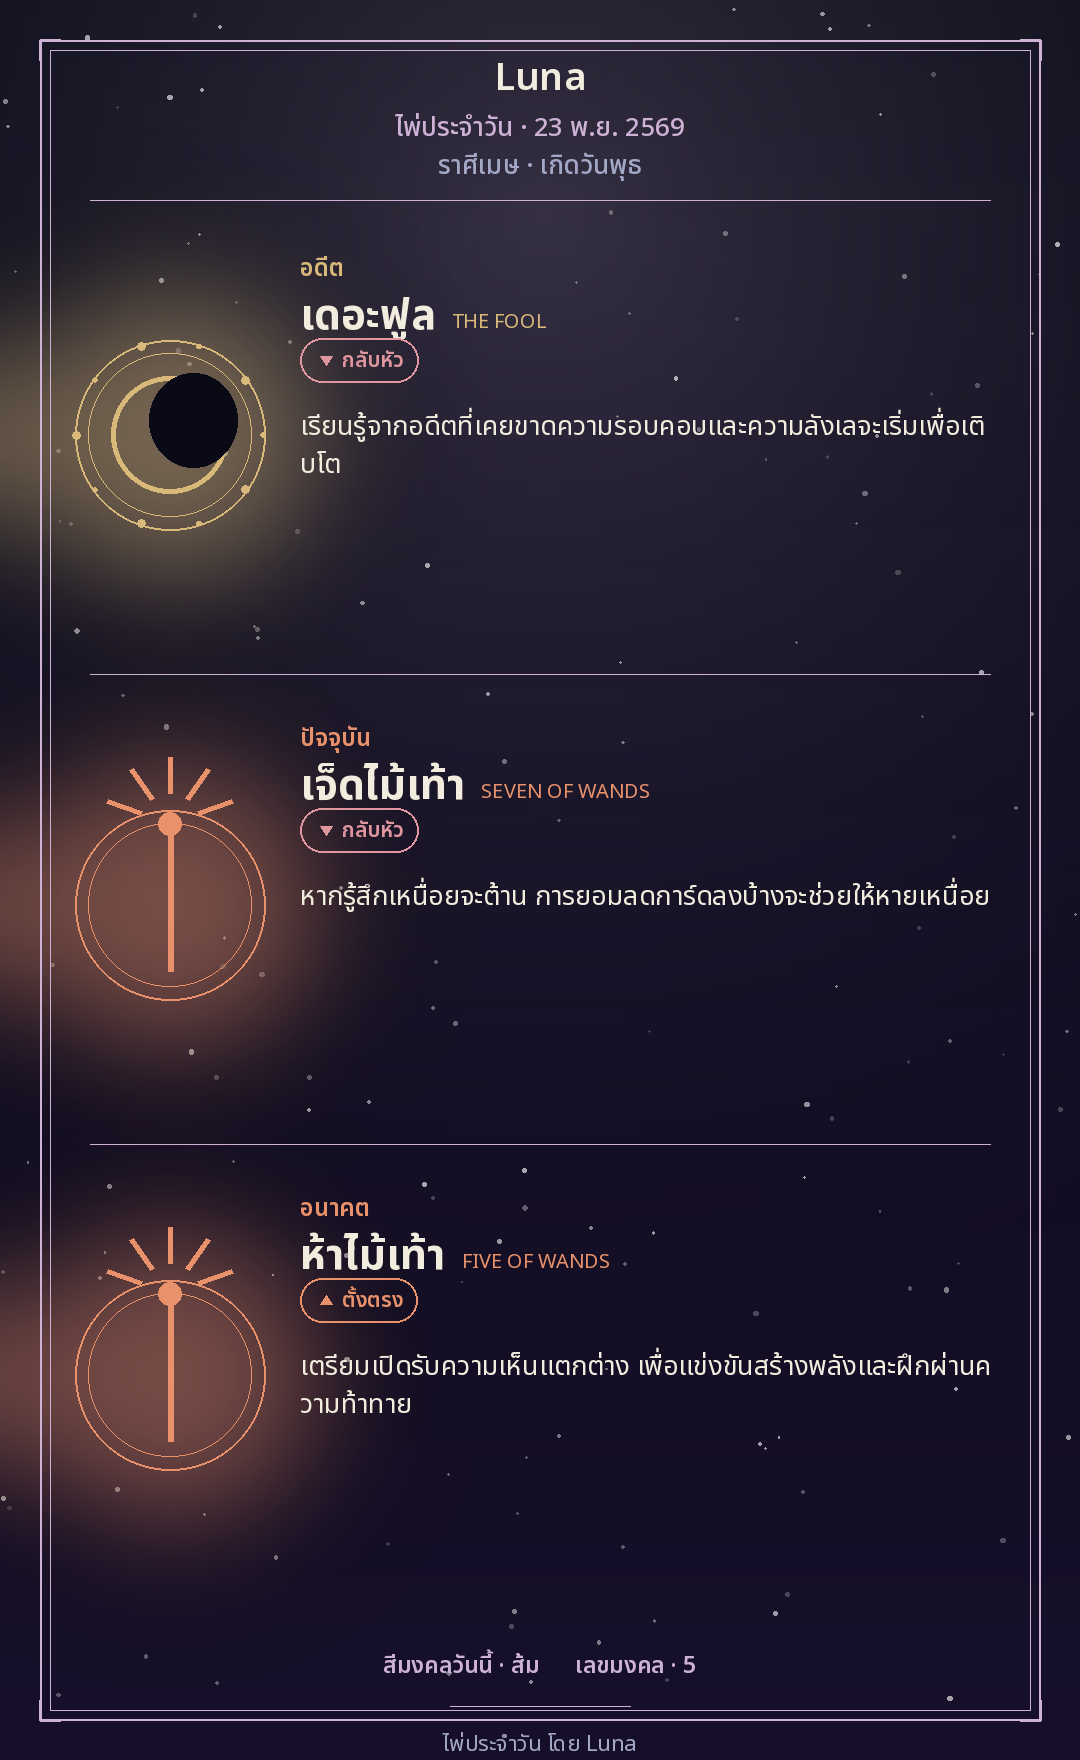 Luna
ไพ่ประจำวัน · 23 พ.ย. 2569
ราศีเมษ · เกิดวันพุธ
อดีต
เดอะฟูล THE FOOL
▼ กลับหัว
เรียนรู้จากอดีตที่เคยขาดความรอบคอบและความลังเลจะเริ่มเพื่อเติ
บโต
ปัจจุบัน
เจ็ดไม้เท้า SEVEN OF WANDS
▼ กลับหัว
หากรู้สึกเหนื่อยจะต้าน การยอมลดการ์ดลงบ้างจะช่วยให้หายเหนื่อย
อนาคต
ห้าไม้เท้า FIVE OF WANDS
▲ ตั้งตรง
เตรียมเปิดรับความเห็นแตกต่าง เพื่อแข่งขันสร้างพลังและฝึกผ่านค
วามท้าทาย
สีมงคลวันนี้ · ส้ม เลขมงคล · 5
ไพ่ประจำวัน โดย Luna